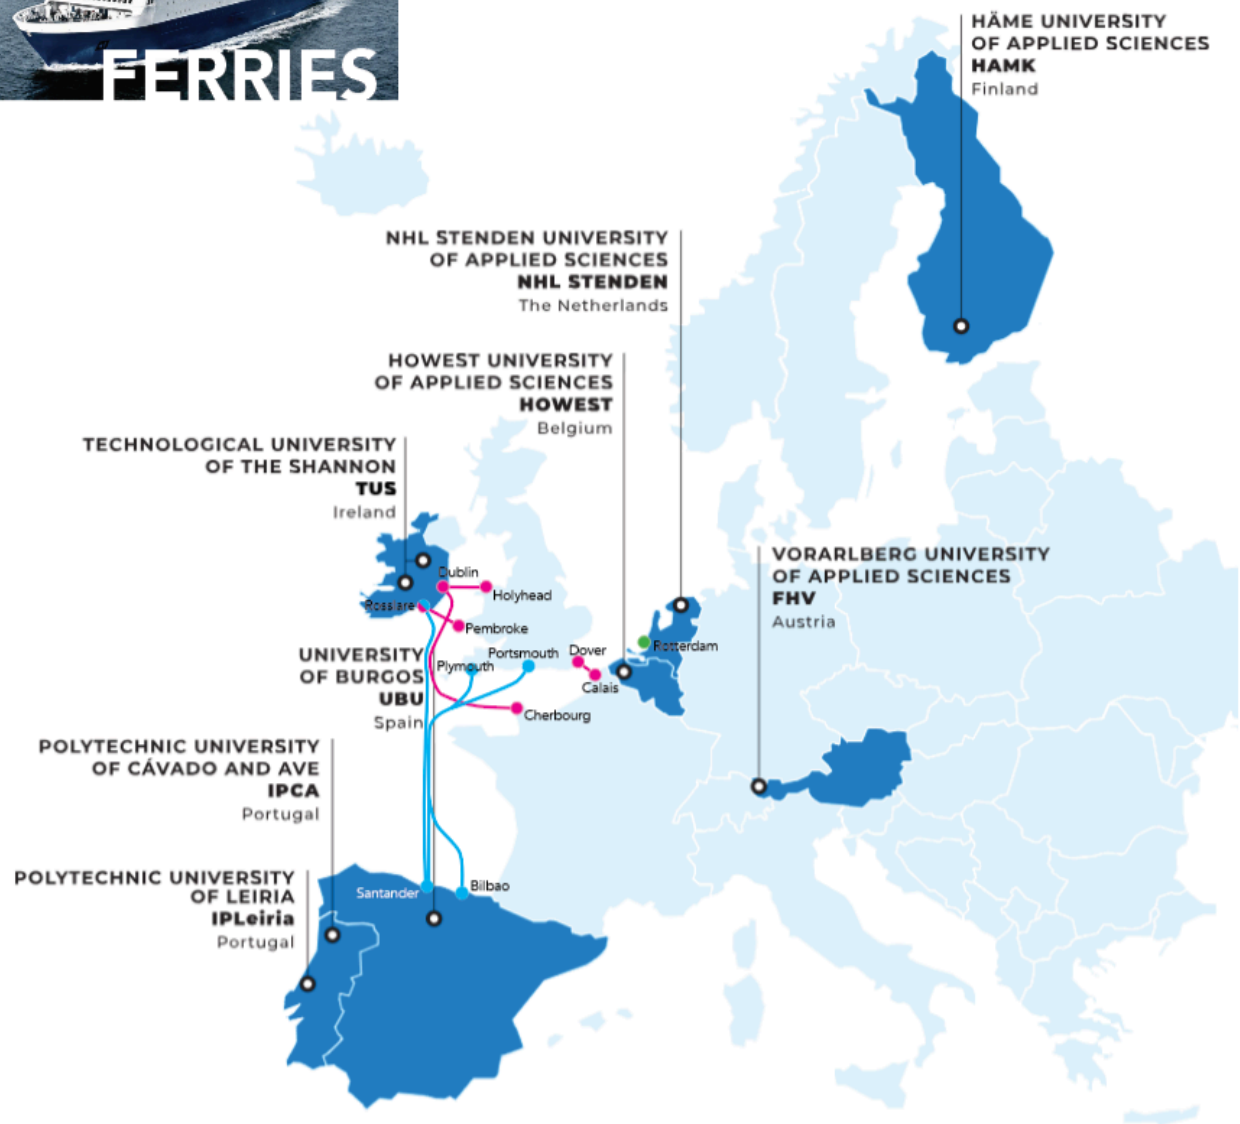 FERRIES
HÄME UNIVERSITY
OF APPLIED SCIENCES
HAMK
Finland
NHL STENDEN UNIVERSITY
OF APPLIED SCIENCES
NHL STENDEN
The Netherlands
HOWEST UNIVERSITY
OF APPLIED SCIENCES
HOWEST
Belgium
TECHNOLOGICAL UNIVERSITY
OF THE SHANNON
TUS
Ireland
VORARLBERG UNIVERSITY
OF APPLIED SCIENCES
FHV
Austria
Dublin
Holyhead
Rosslare
Pembroke
Rotterdam
Dover
Portsmouth
Plymouth
Calais
Cherbourg
UNIVERSITY
OF BURGOS
UBU
Spain
POLYTECHNIC UNIVERSITY
OF CÁVADO AND AVE
IPCA
Portugal
POLYTECHNIC UNIVERSITY
OF LEIRIA
IPLeiria
Portugal
Santander
Bilbao